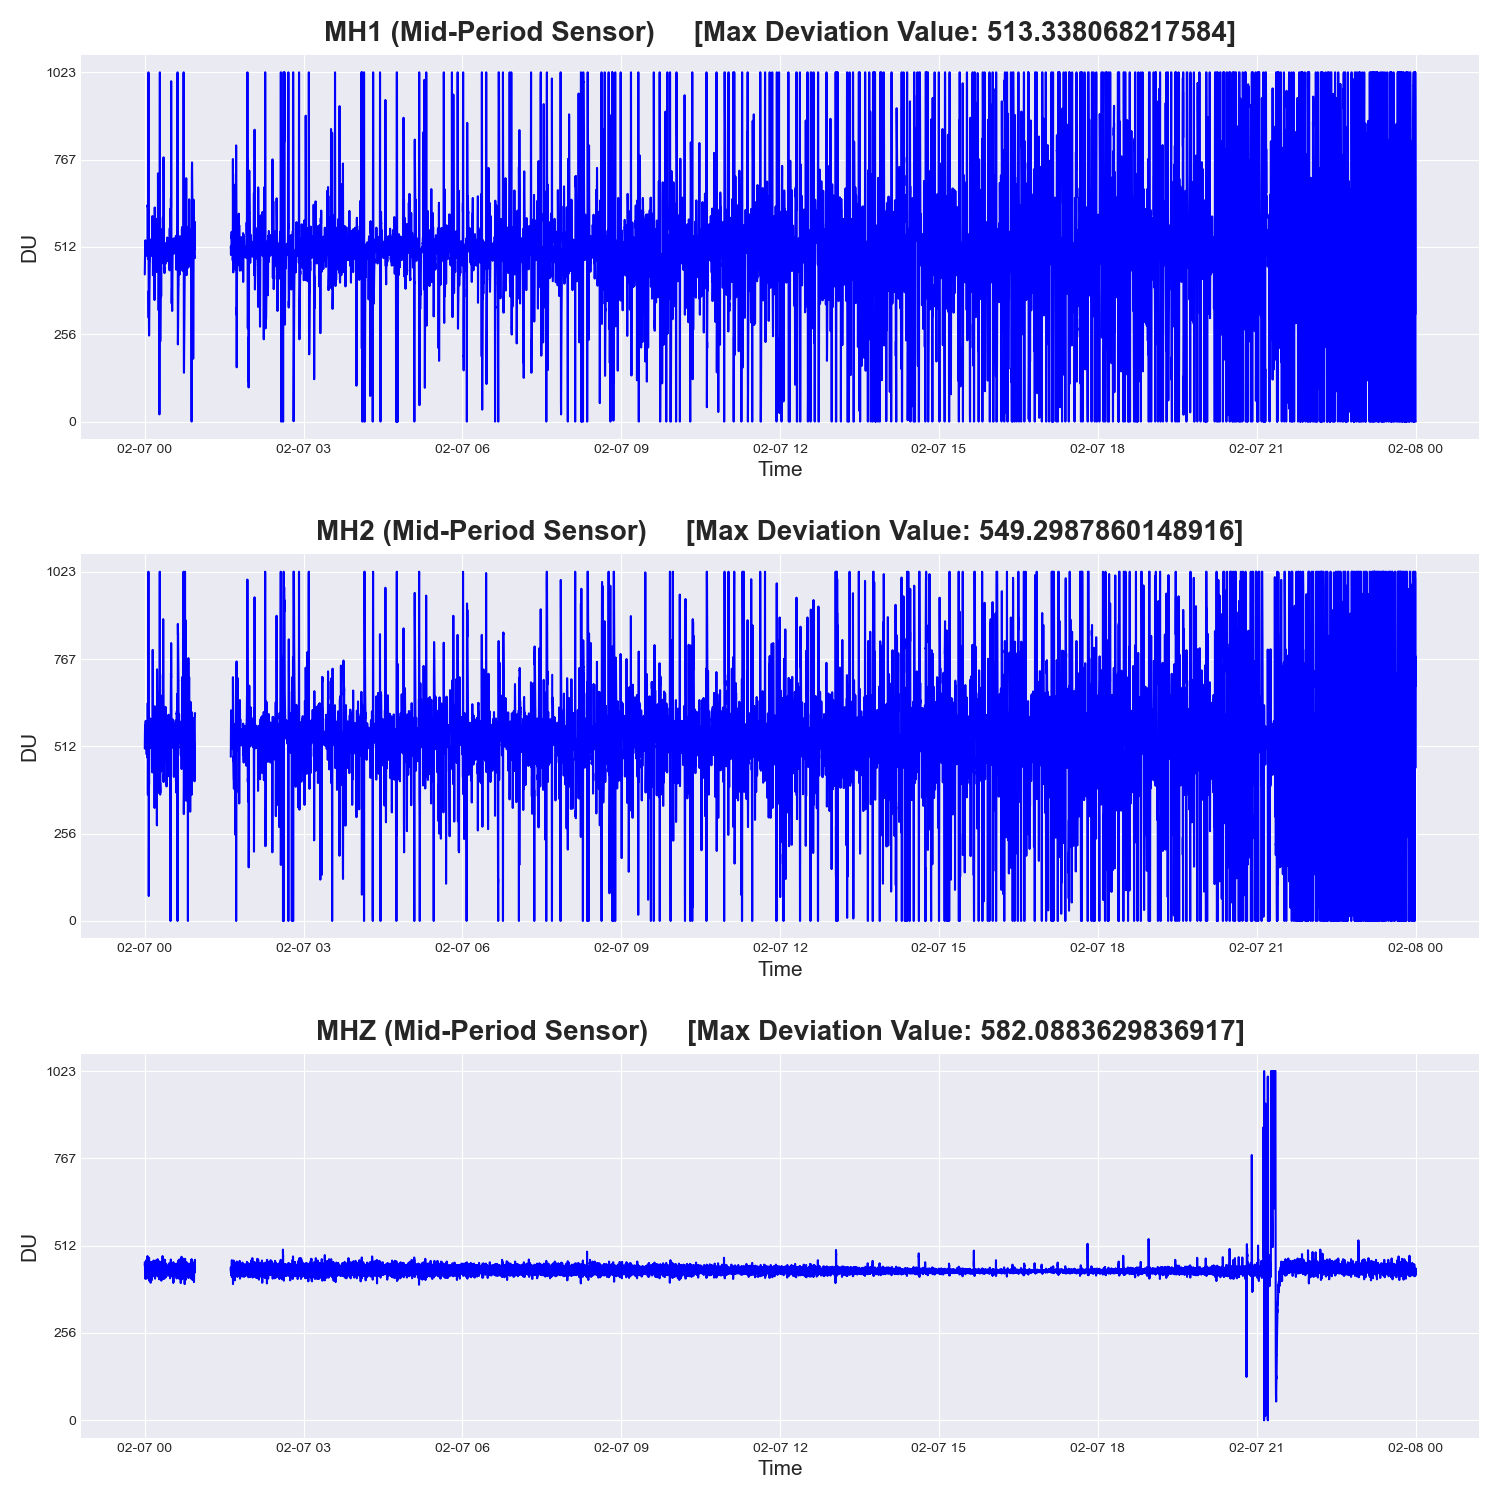 MH1 (Mid-Period Sensor) [Max Deviation Value: 513.338068217584]
1023
767
512
256
0
DU
02-07 00 02-07 03 02-07 06 02-07 09 02-07 12 02-07 15 02-07 18 02-07 21 02-08 00
Time
MH2 (Mid-Period Sensor) [Max Deviation Value: 549.2987860148916]
1023
767
512
256
0
DU
02-07 00 02-07 03 02-07 06 02-07 09 02-07 12 02-07 15 02-07 18 02-07 21 02-08 00
Time
MHZ (Mid-Period Sensor) [Max Deviation Value: 582.0883629836917]
1023
767
512
256
0
DU
02-07 00 02-07 03 02-07 06 02-07 09 02-07 12 02-07 15 02-07 18 02-07 21 02-08 00
Time